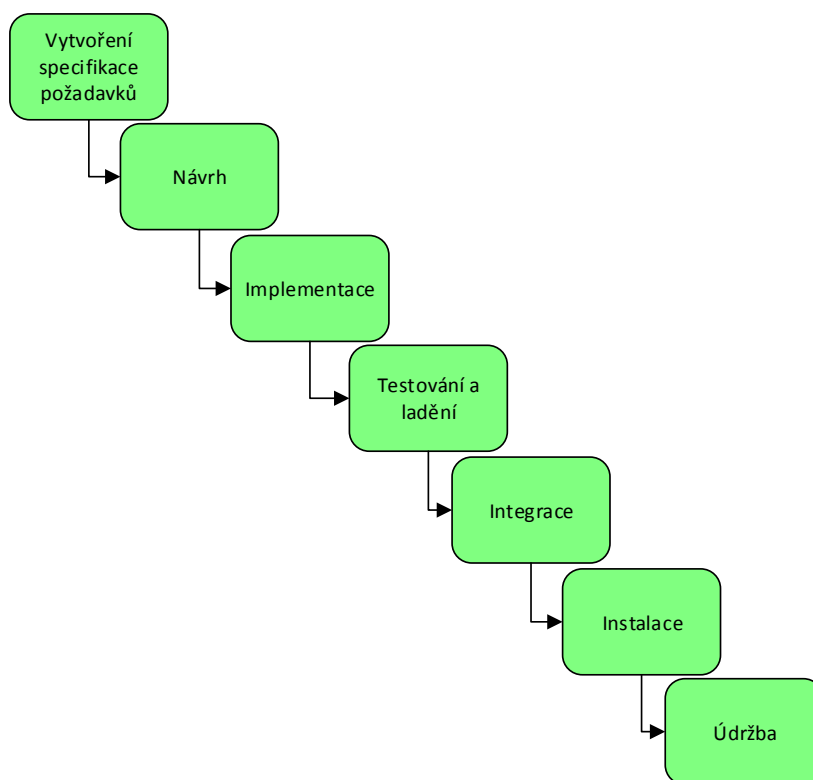 Vytvoření
specifikace
požadavků
Návrh
Implementace
Testování a
ladění
Integrace
Instalace
Údržba